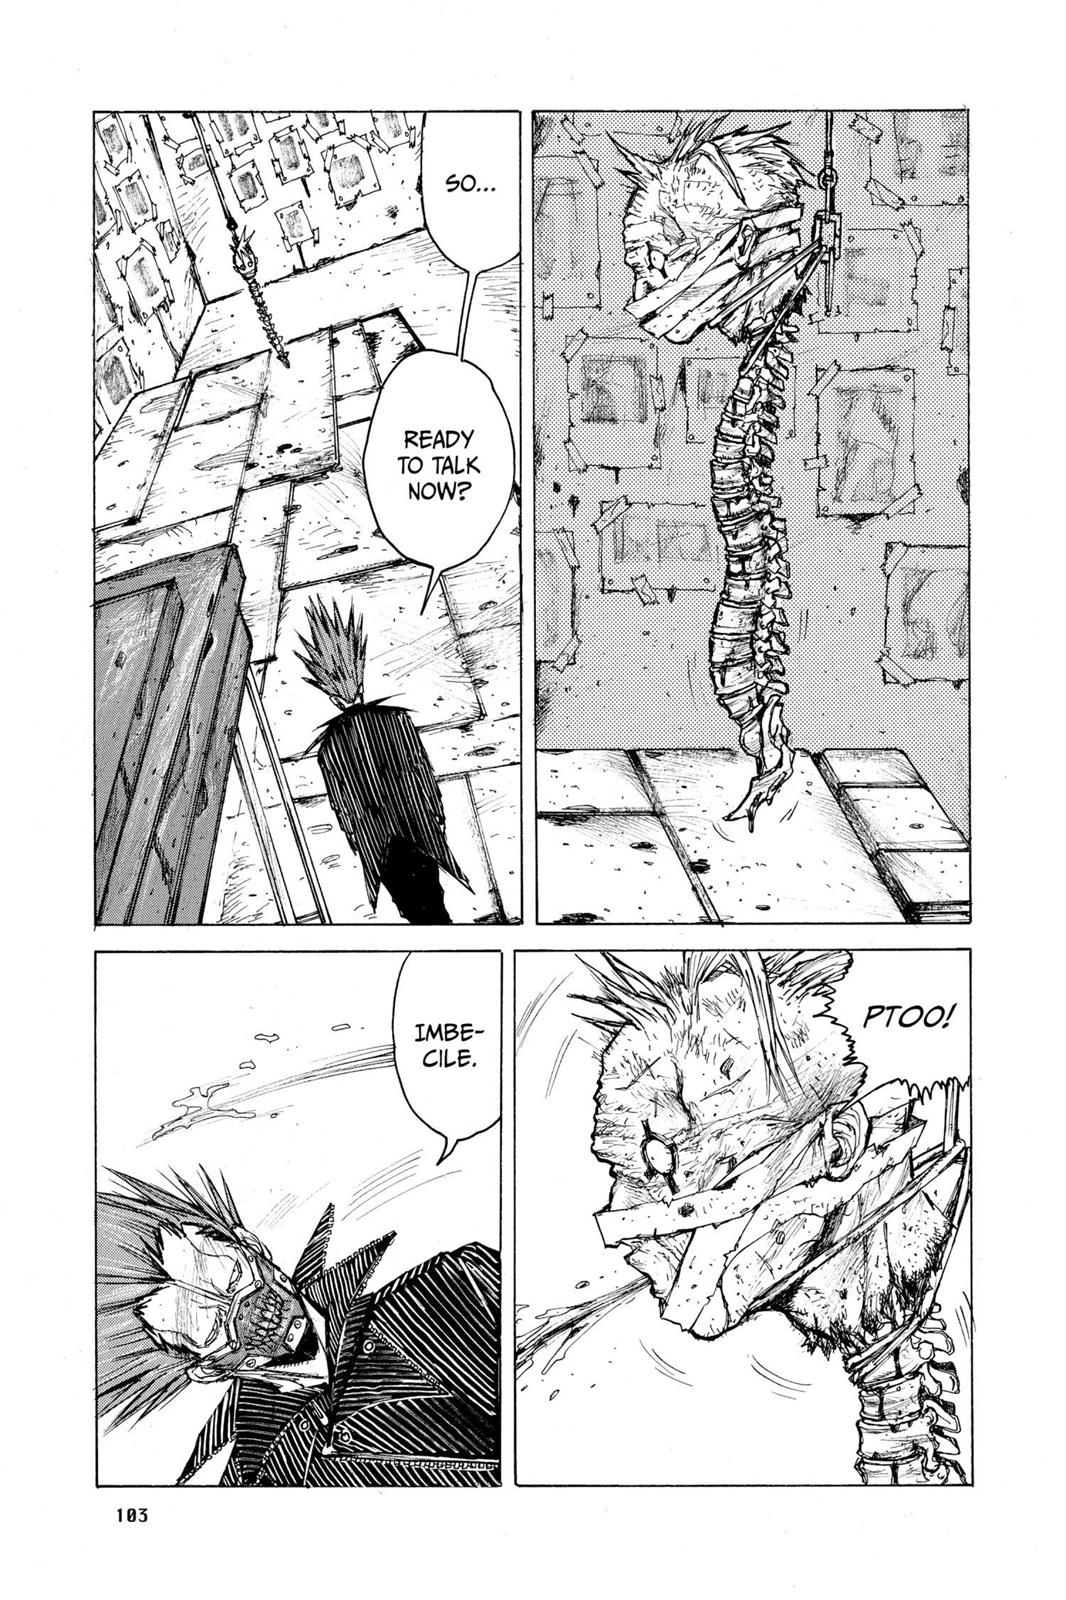 SO...
READY
TO TALK
NOW?
PTOO!
IMBE-
CILE.
103